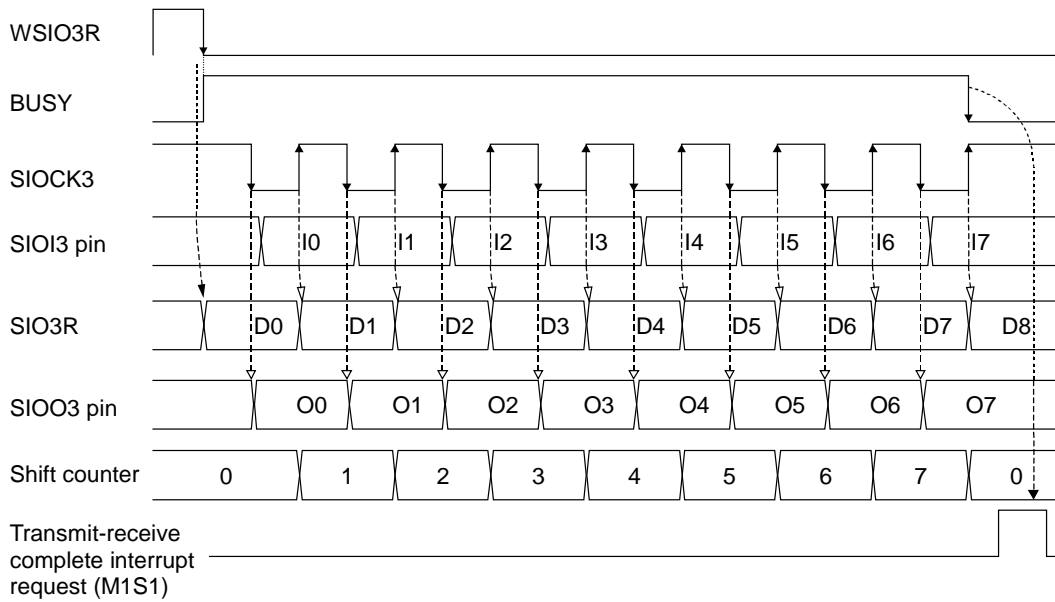 WSIO3R
BUSY
SIOCK3
SIOI3 pin I0 I1 I2 I3 I4 I5 I6 I7
SIO3R D0 D1 D2 D3 D4 D5 D6 D7 D8
SIOO3 pin O0 O1 O2 O3 O4 O5 O6 O7
Shift counter 0 1 2 3 4 5 6 7 0
Transmit-receive
complete interrupt
request (M1S1)